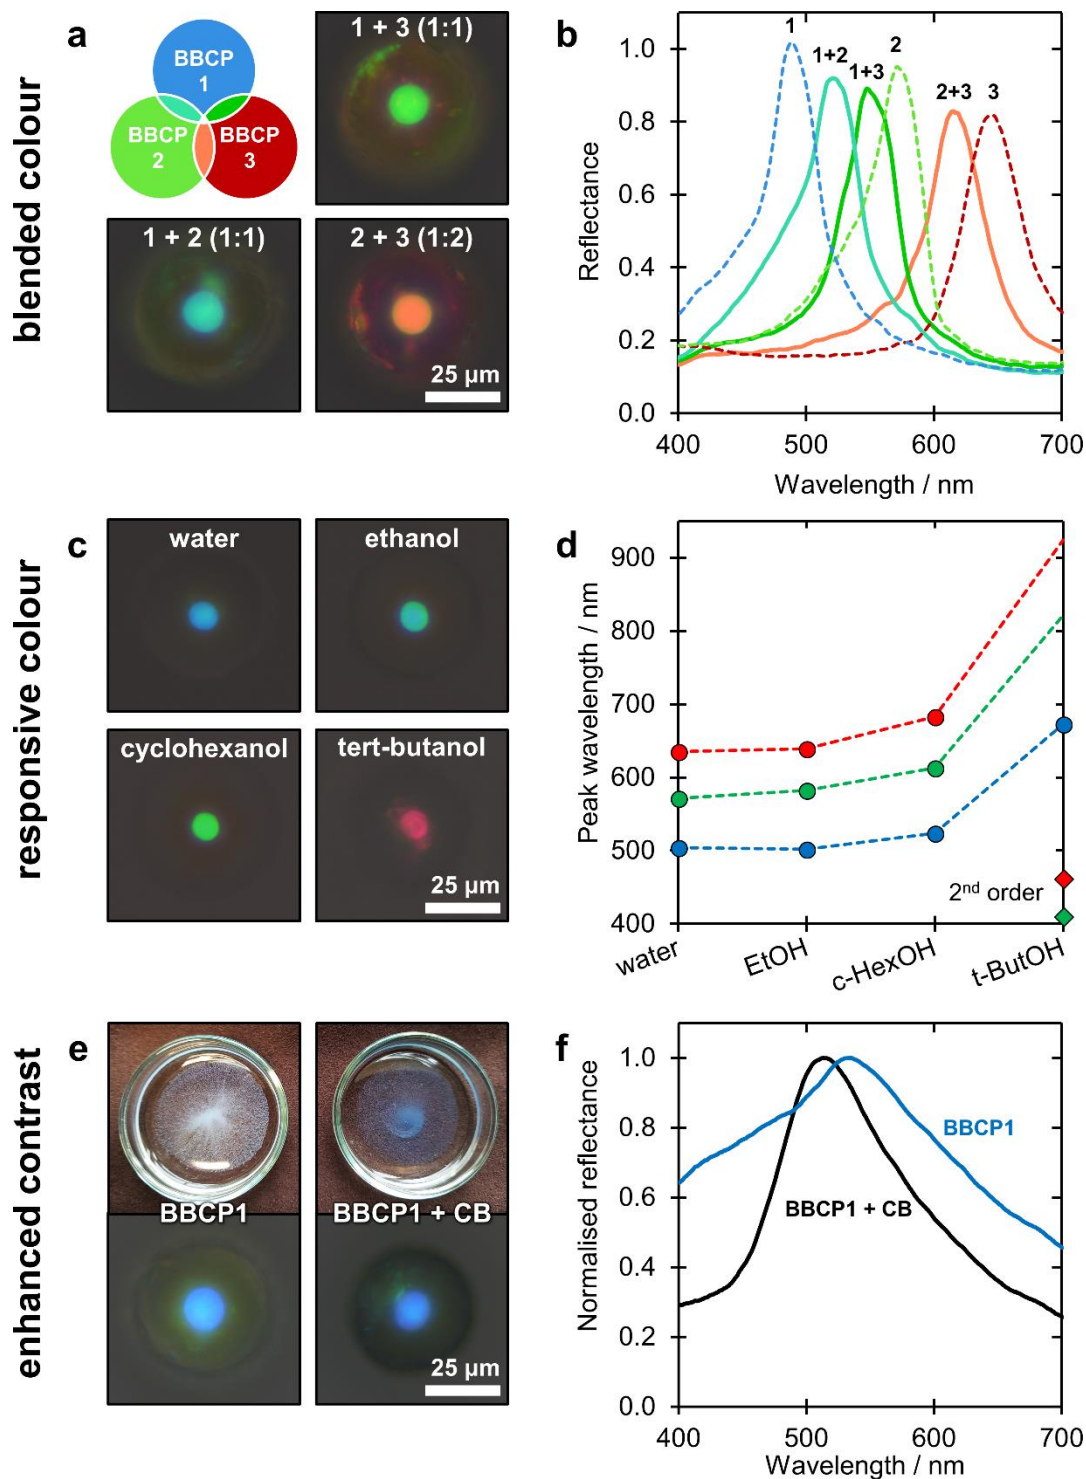 blended colour
a
BBCP
1
BBCP
2
BBCP
3
1 + 3 (1:1)
1 + 2 (1:1)
2 + 3 (1:2)
25 µm
b
Reflectance
1.0
0.8
0.6
0.4
0.2
0.0
1
1+2
1+3
2
2+3
3
400
500
600
700
Wavelength / nm
responsive colour
c
water
ethanol
cyclohexanol
tert-butanol
25 µm
d
Peak wavelength / nm
900
800
700
600
500
400
2nd order
water
EtOH
c-HexOH
t-ButOH
enhanced contrast
e
BBCP1
BBCP1 + CB
25 µm
f
Normalised reflectance
1.0
0.8
0.6
0.4
0.2
0.0
BBCP1
BBCP1 + CB
400
500
600
700
Wavelength / nm